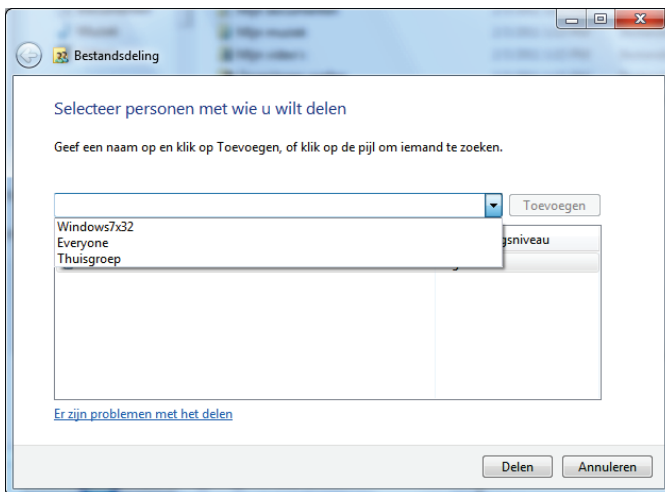 Bestandsdeling
Selecteer personen met wie u wilt delen
Geef een naam op en klik op Toevoegen, of klik op de pijl om iemand te zoeken.
Toevoegen
Windows7x32
Everyone
Thuisgroep
gsniveau
Er zijn problemen met het delen
Delen
Annuleren